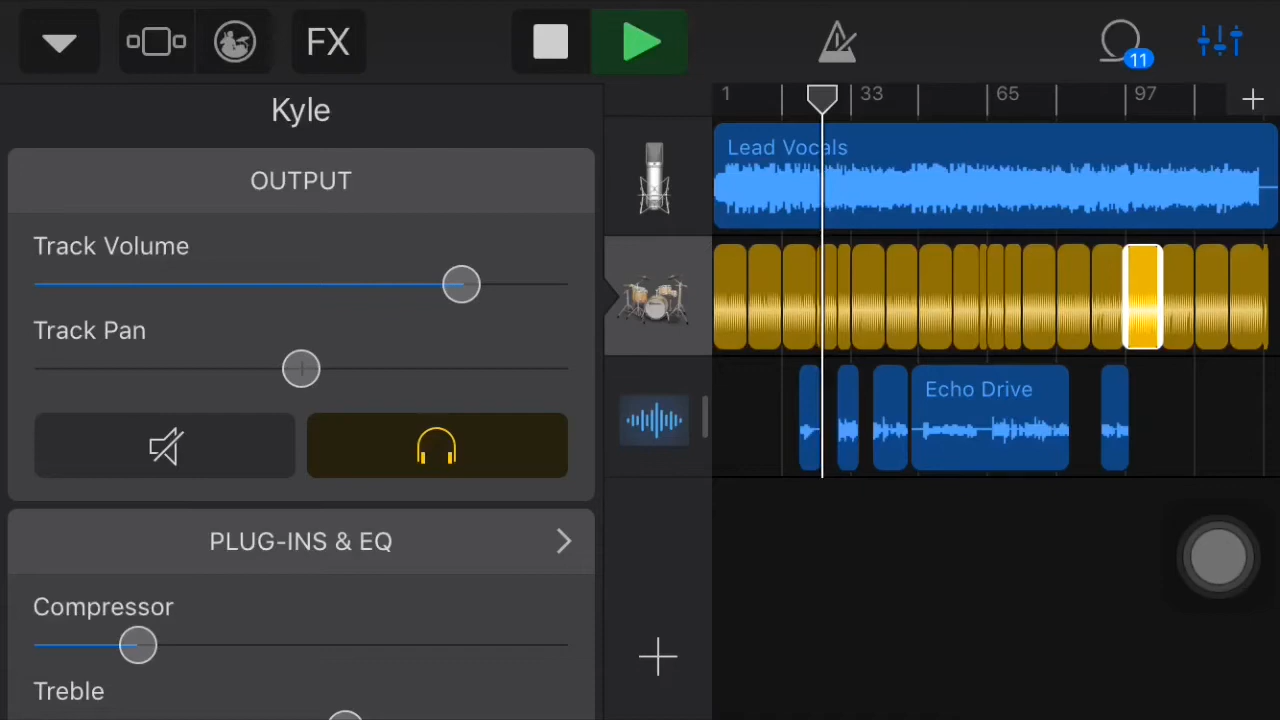 FX
11
Kyle
1 33 65 97
OUTPUT
Lead Vocals
Track Volume
Track Pan
Echo Drive
PLUG-INS & EQ
Compressor
Treble